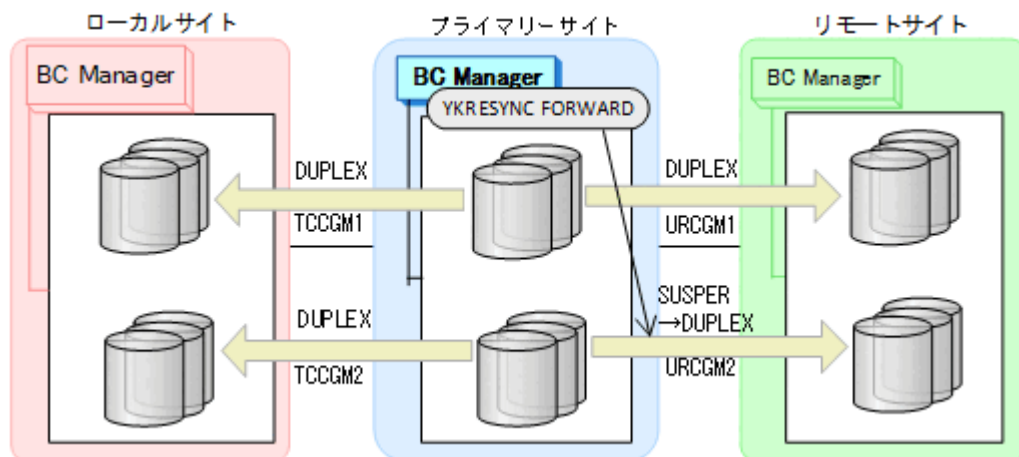 ローカルサイト
プライマリーサイト
リモートサイト
BC Manager
BC Manager
BC Manager
YKRESYNC FORWARD
DUPLEX
TCCGM1
DUPLEX
URCGM1
DUPLEX
TCCGM2
SUSPER
→DUPLEX
URCGM2